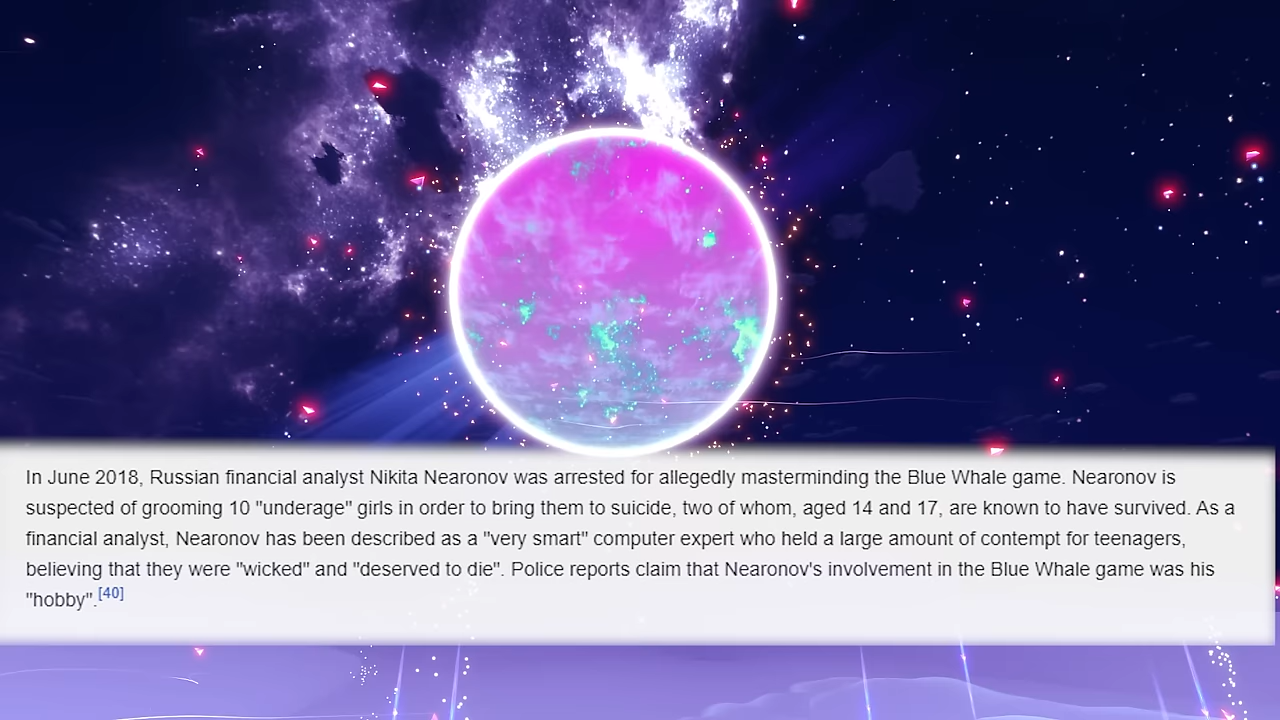 In June 2018, Russian financial analyst Nikita Nearonov was arrested for allegedly masterminding the Blue Whale game. Nearonov is
suspected of grooming 10 "underage" girls in order to bring them to suicide, two of whom, aged 14 and 17, are known to have survived. As a
financial analyst, Nearonov has been described as a "very smart" computer expert who held a large amount of contempt for teenagers,
believing that they were "wicked" and "deserved to die". Police reports claim that Nearonov's involvement in the Blue Whale game was his
"hobby".[40]